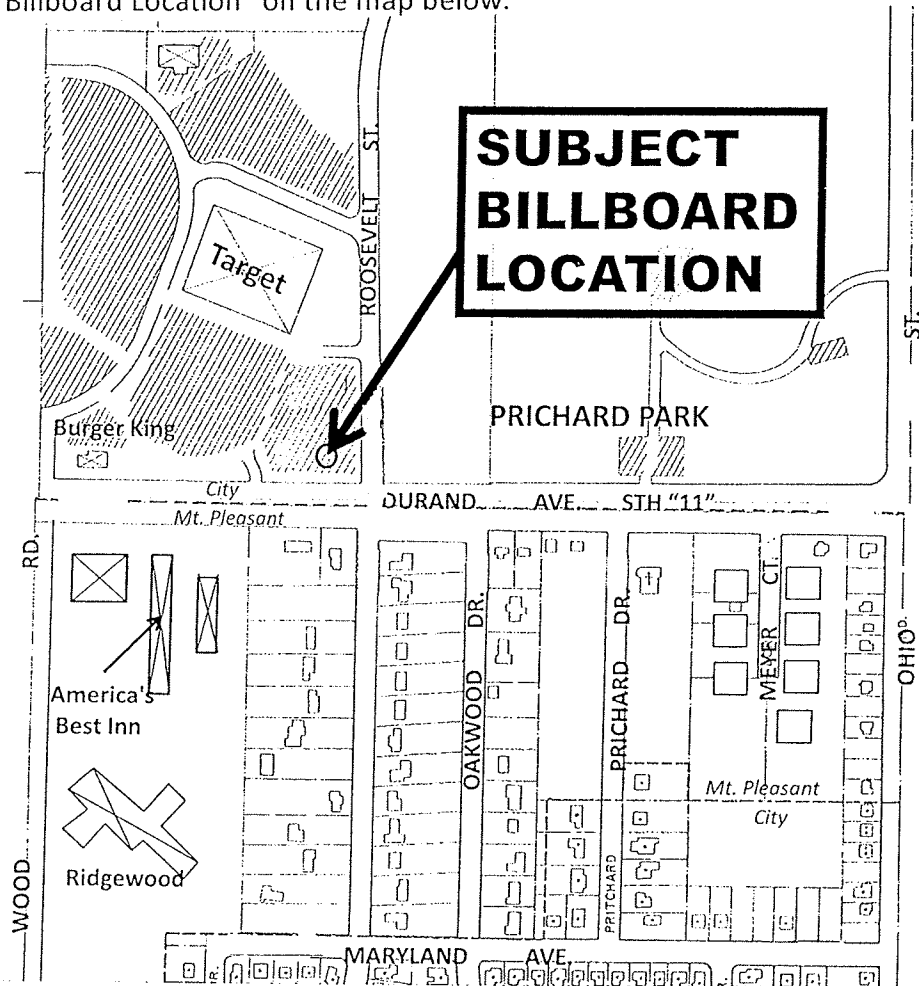 Billboard Location" on the map below.
SUBJECT
BILLBOARD
LOCATION
ROOSEVELT ST.
Target
ST.
PRICHARD PARK
Burger King
City
DURAND AVE. STH "11"
Mt. Pleasant
RD.
America's
Best Inn
OAKWOOD DR.
PRICHARD DR.
MEYER CT.
OHIO
Mt. Pleasant
City
Ridgewood
WOOD
PRITCHARD
MARYLAND AVE.